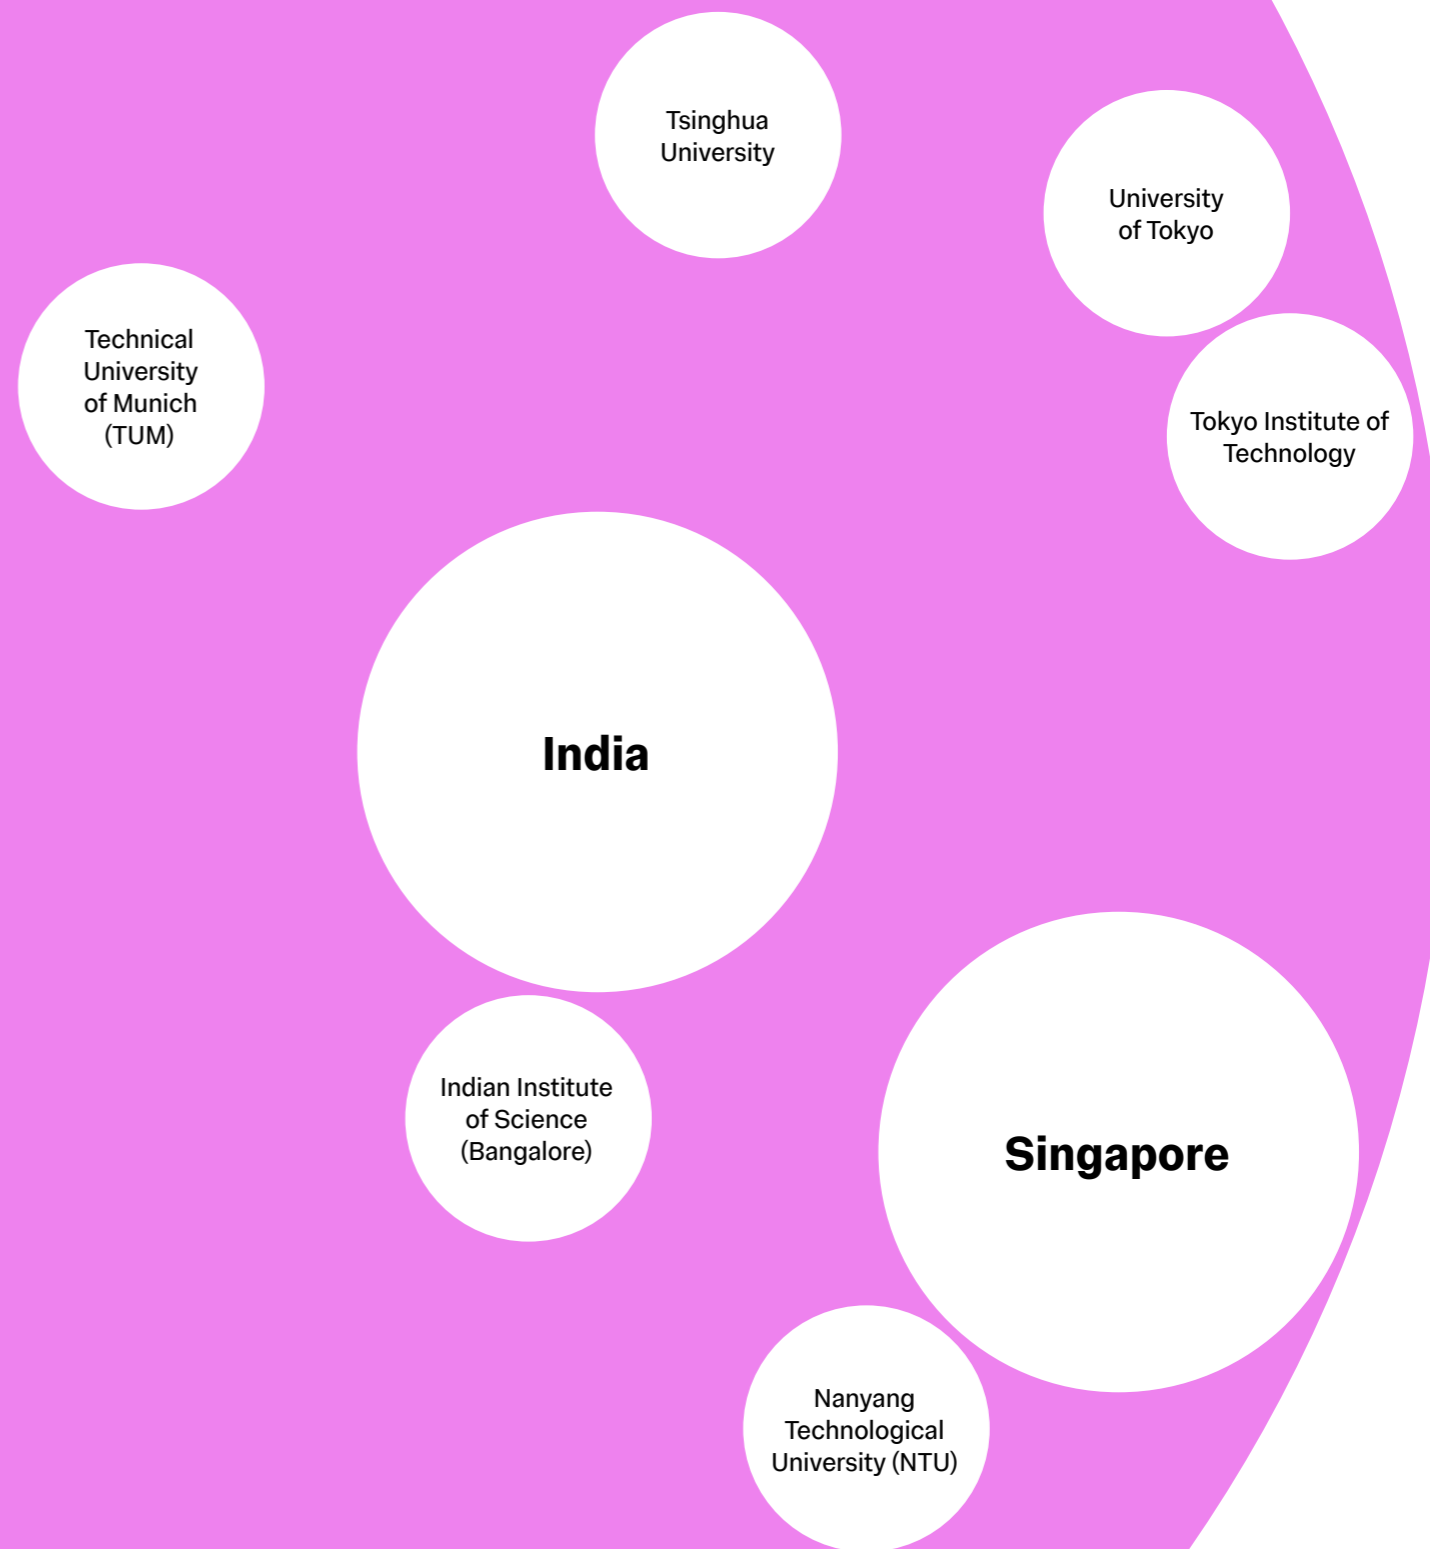 Tsinghua
University
University
of Tokyo
Technical
University
of Munich
(TUM)
Tokyo Institute of
Technology
India
Indian Institute
of Science
(Bangalore)
Singapore
Nanyang
Technological
University (NTU)